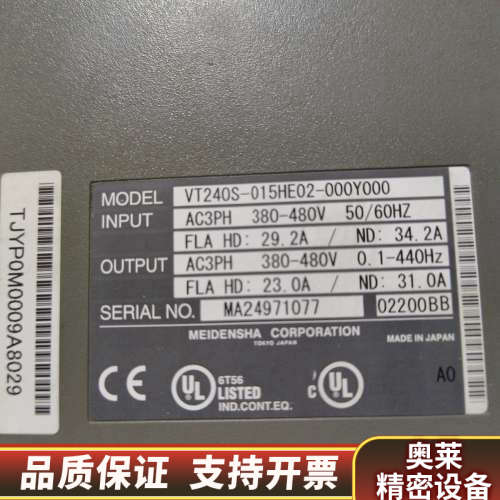 MODEL VT240S-015HE02-000Y000
INPUT AC3PH 380-480V 50/60HZ
FLA HD: 29.2A / ND: 34.2A
OUTPUT AC3PH 380-480V 0.1-440Hz
FLA HD: 23.0A / ND: 31.0A
SERIAL NO. MA24971077 02200BB
MEIDENSHA CORPORATION
TOKYO JAPAN
MADE IN JAPAN
CE UL 6T56
LISTED
IND.CONT.EQ.
J C UL
A0
TJYP0M0009A8029
品质保证 支持开票
奥莱
精密设备